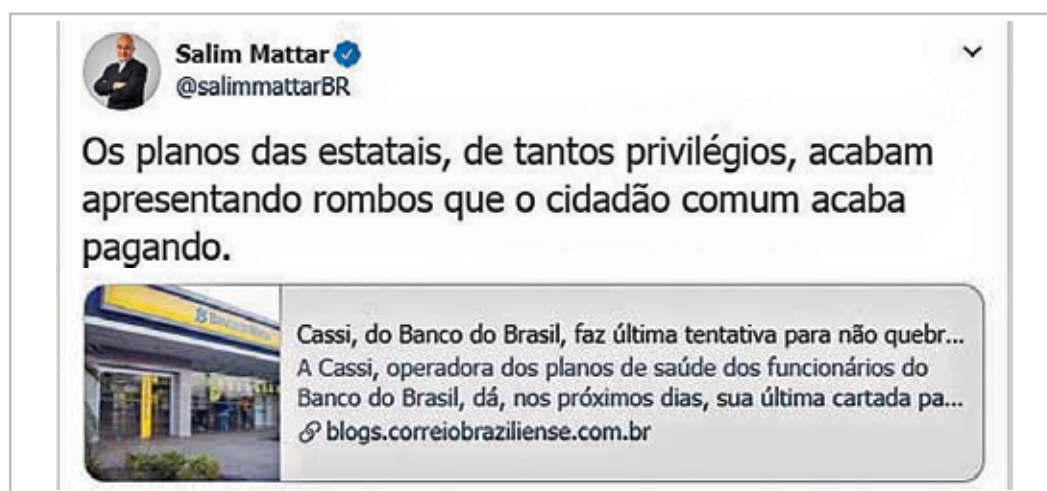 Salim Mattar
@salimmattarBR
Os planos das estatais, de tantos privilégios, acabam
apresentando rombos que o cidadão comum acaba
pagando.
Cassi, do Banco do Brasil, faz última tentativa para não quebr...
A Cassi, operadora dos planos de saúde dos funcionários do
Banco do Brasil, dá, nos próximos dias, sua última cartada pa...
blogs.correiobraziliense.com.br